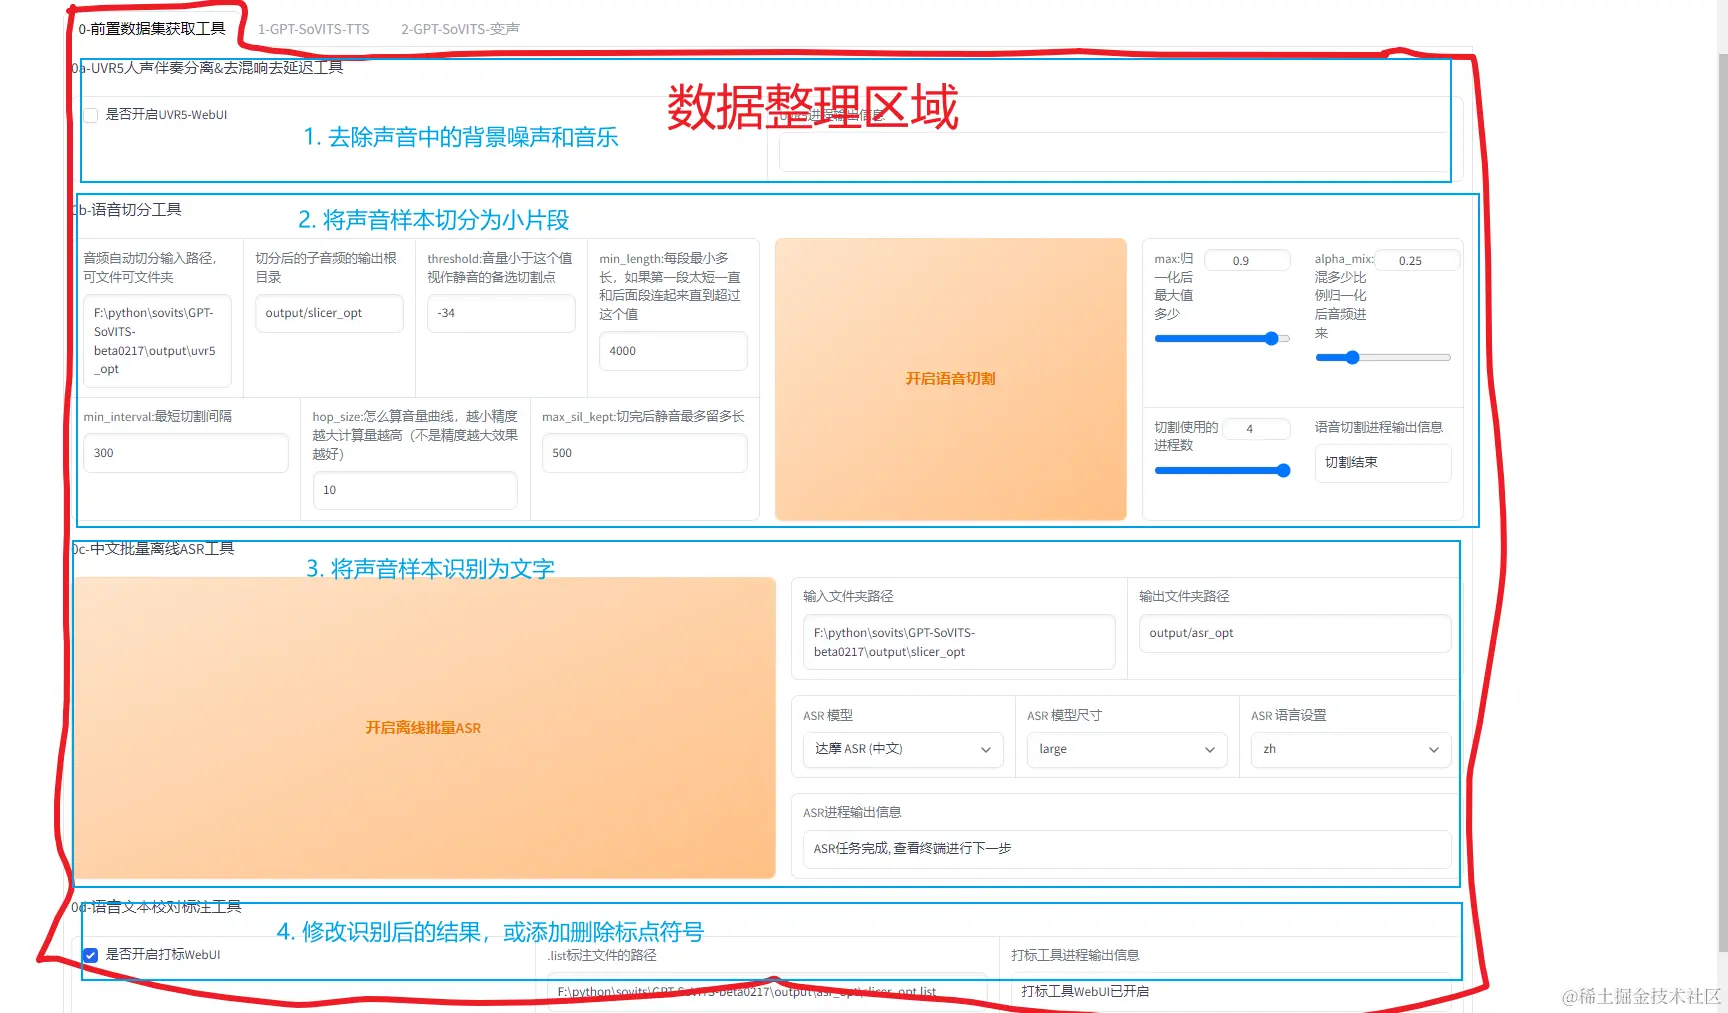 0-前置数据集获取工具
1-GPT-SoVITS-TTS
2-GPT-SoVITS-变声
0a-UVR5人声伴奏分离&去混响去延迟工具
数据整理区域
是否开启UVR5-WebUI
进程输出信息
1. 去除声音中的背景噪声和音乐
0b-语音切分工具
2. 将声音样本切分为小片段
音频自动切分输入路径，
可文件可文件夹
F:\python\sovits\GPT-
SoVITS-
beta0217\output\uvr5
_opt
切分后的子音频的输出根
目录
output/slicer_opt
threshold:音量小于这个值
视作静音的备选切割点
-34
min_length:每段最小多
长，如果第一段太短一直
和后面段连起来直到超过
这个值
4000
min_interval:最短切割间隔
300
hop_size:怎么算音量曲线，越小精度
越大计算量越高（不是精度越大效果
越好）
10
max_sil_kept:切完后静音最多留多长
500
开启语音切割
max:归
一化后
最大值
多少
0.9
alpha_mix:
混多少比
例归一化
后音频进
来
0.25
切割使用的
进程数
4
语音切割进程输出信息
切割结束
0c-中文批量离线ASR工具
3. 将声音样本识别为文字
开启离线批量ASR
输入文件夹路径
F:\python\sovits\GPT-SoVITS-
beta0217\output\slicer_opt
输出文件夹路径
output/asr_opt
ASR 模型
达摩 ASR (中文)
ASR 模型尺寸
large
ASR 语言设置
zh
ASR进程输出信息
ASR任务完成, 查看终端进行下一步
0d-语音文本校对标注工具
4. 修改识别后的结果，或添加删除标点符号
是否开启打标WebUI
.list标注文件的路径
F:\python\sovits\GPT-SoVITS-beta0217\output\asr_opt\slicer_opt.list
打标工具进程输出信息
打标工具WebUI已开启
@稀土掘金技术社区